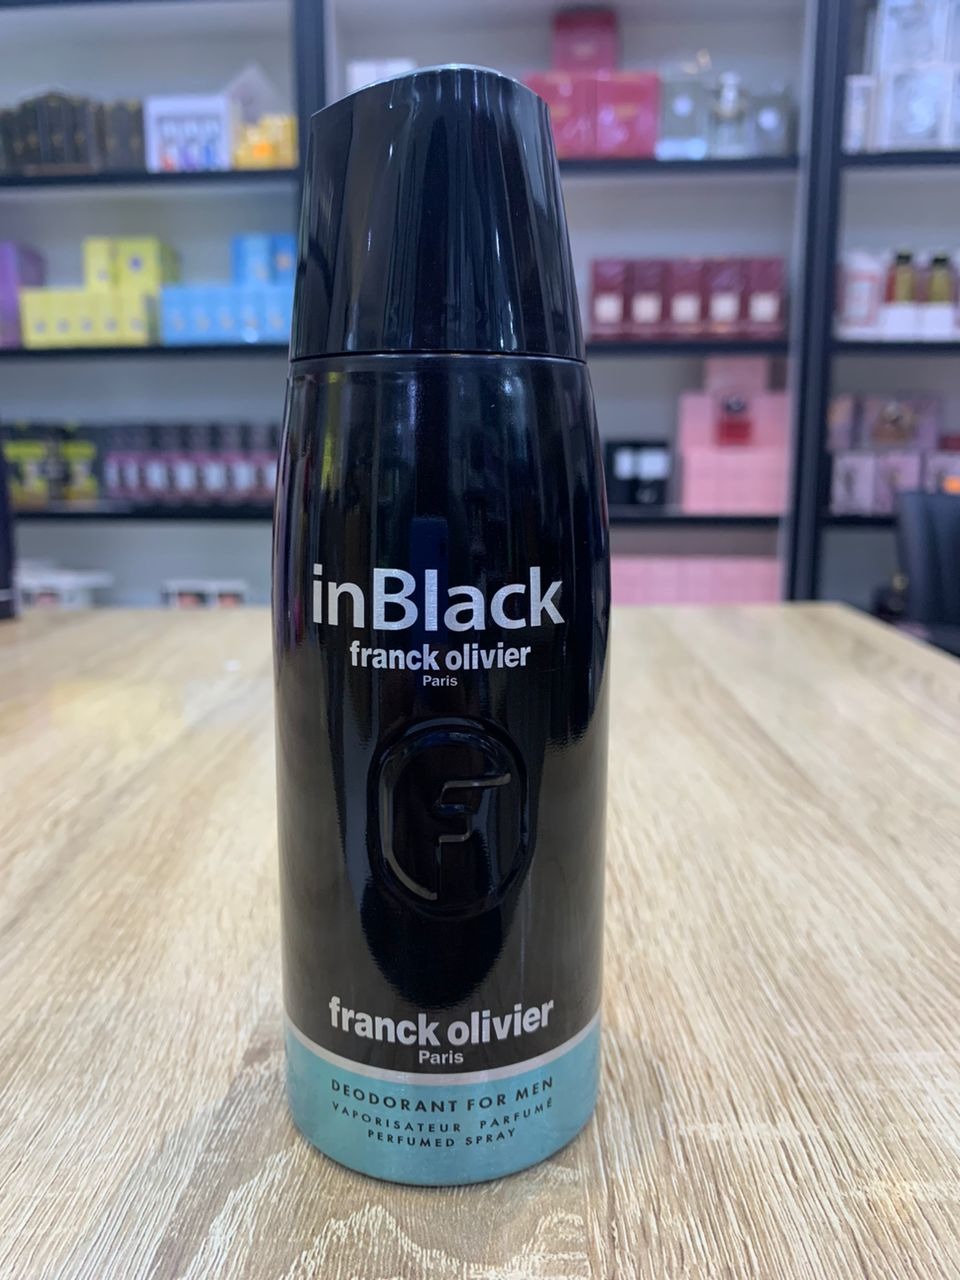 inBlack
franck olivier
Paris
F
franck olivier
Paris
DEODORANT FOR MEN
VAPORISATEUR PARFUMÉ
PERFUMED SPRAY